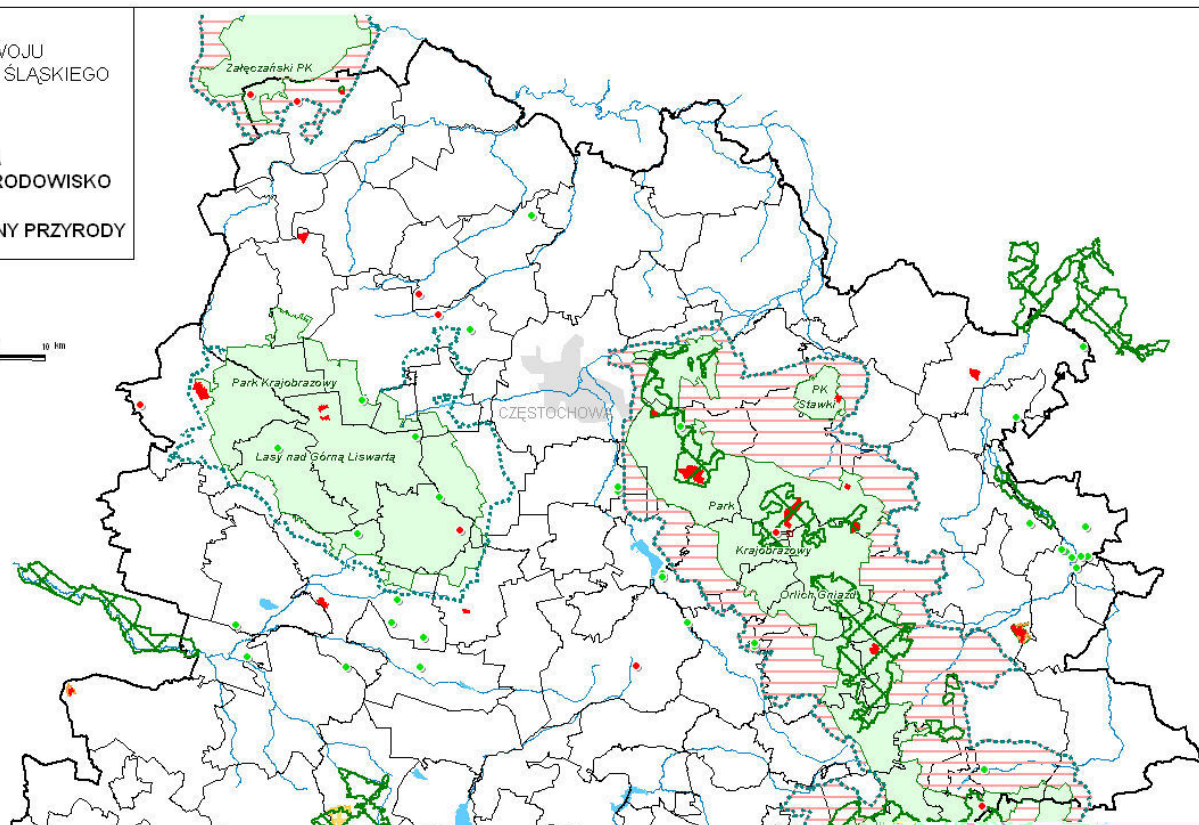 WOJU
ŚLĄSKIEGO
RODOWISKO
NY PRZYRODY
10 km
Załęczański PK
Park Krajobrazowy
Lasy nad Górną Liswartą
CZĘSTOCHOWA
PK
Stawki
Park
Krajobrazowy
Orlich Gniazd